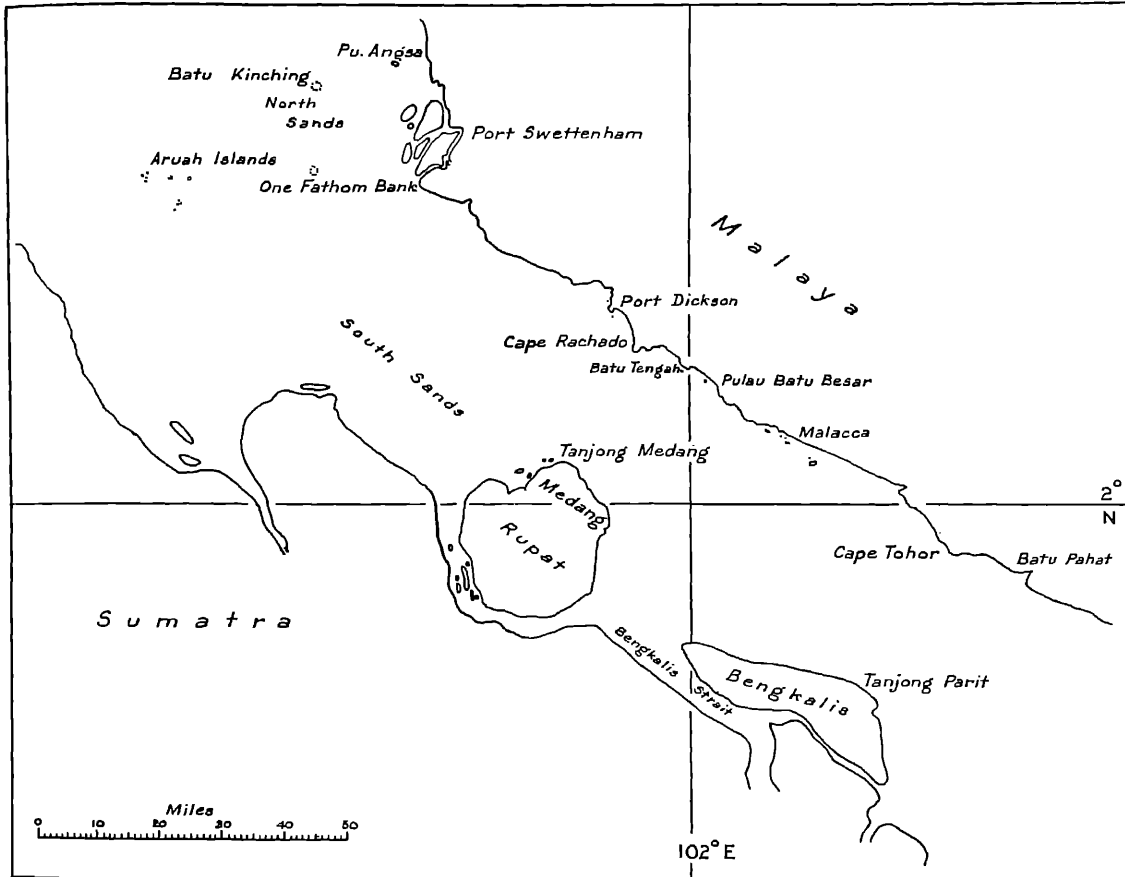 Pu. Angsa
Batu Kinching
North
Sands
Port Swettenham
Aruah Islands
One Fathom Bank
Malaya
Port Dickson
South Sands
Cape Rachado
Batu Tengah
Pulau Batu Besar
Malacca
Tanjong Medang
Medang
2°
N
Rupat
Cape Tohor
Batu Pahat
Sumatra
Bengkalis
Strait
Bengkalis
Tanjong Parit
Miles
0 10 20 30 40 50
102° E